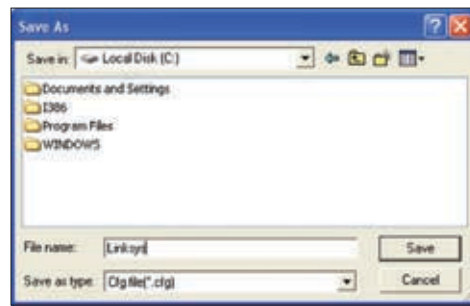 Save As
Save in: Local Disk (C:)
Documents and Settings
I386
Program Files
WINDOWS
File name: Linksys Save
Save as type: Cfg file(*.cfg) Cancel